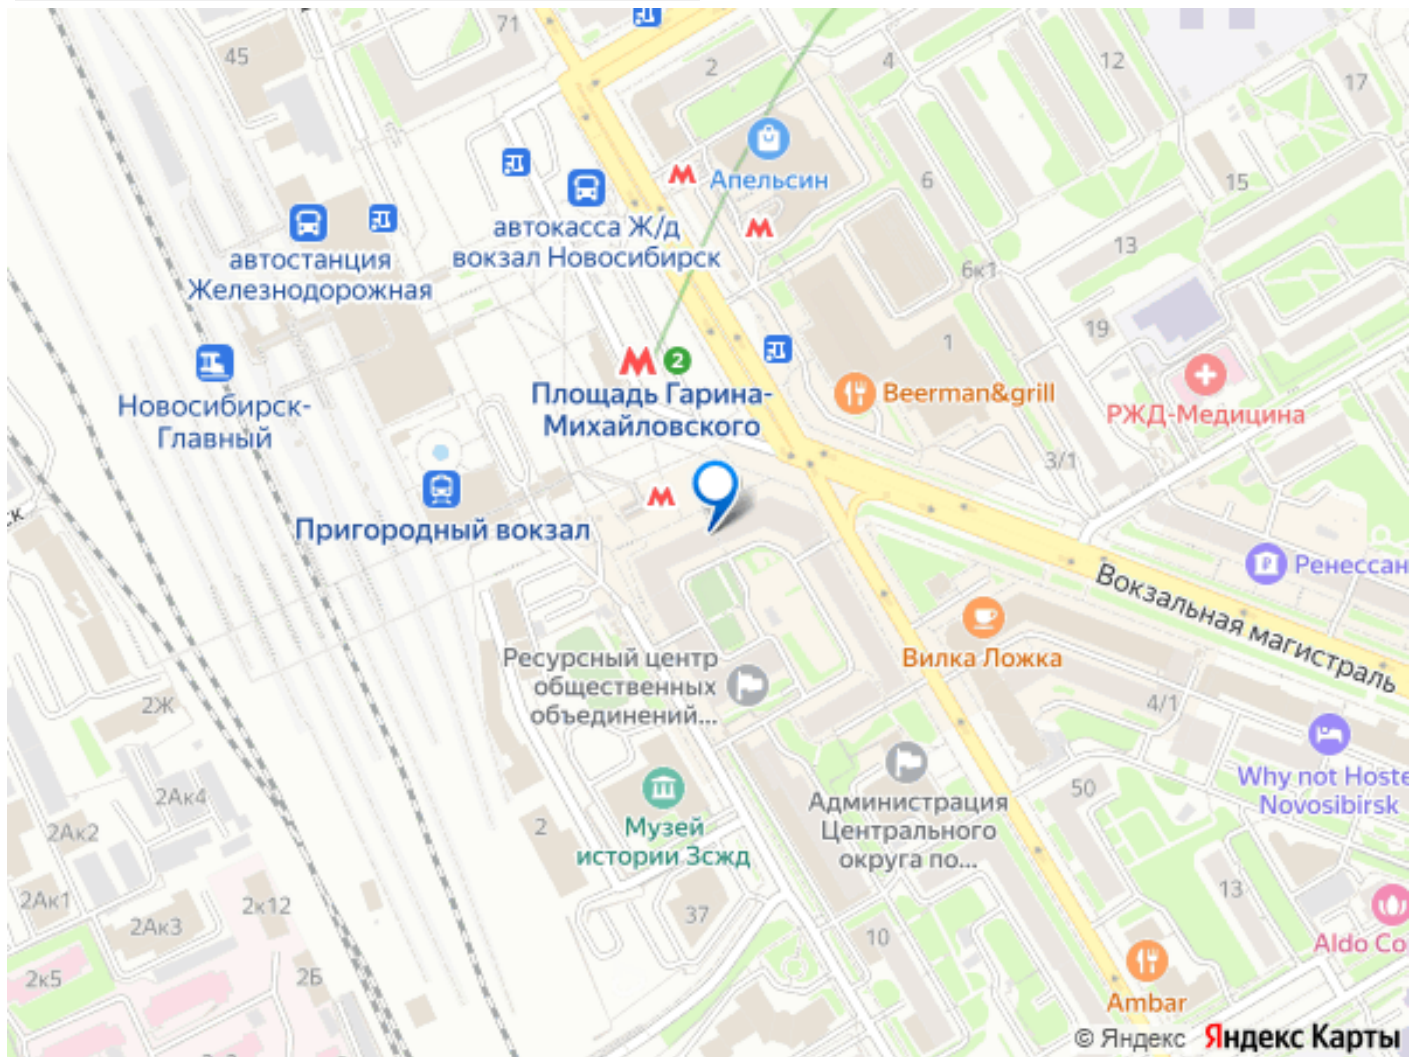 71
45
2
4
12
17
Апельсин
6
15
автокасса Ж/д
вокзал Новосибирск
автостанция
Железнодорожная
13
6к1
19
1
2
Площадь Гарина-
Михайловского
Новосибирск-
Главный
Beerman&grill
РЖД-Медицина
3/1
Пригородный вокзал
ск
Ренессан
Вокзальная магистраль
Вилка Ложка
Ресурсный центр
общественных
объединений...
2Ж
4/1
Why not Hoste
Novosibirsk
Администрация
Центрального
округа по...
50
2Ак4
2Ак2
2
Музей
истории Зсжд
2Ак1
2Ак3
2к12
37
10
13
Aldo Co
2к5
2Б
Ambar
© Яндекс Яндекс Карты